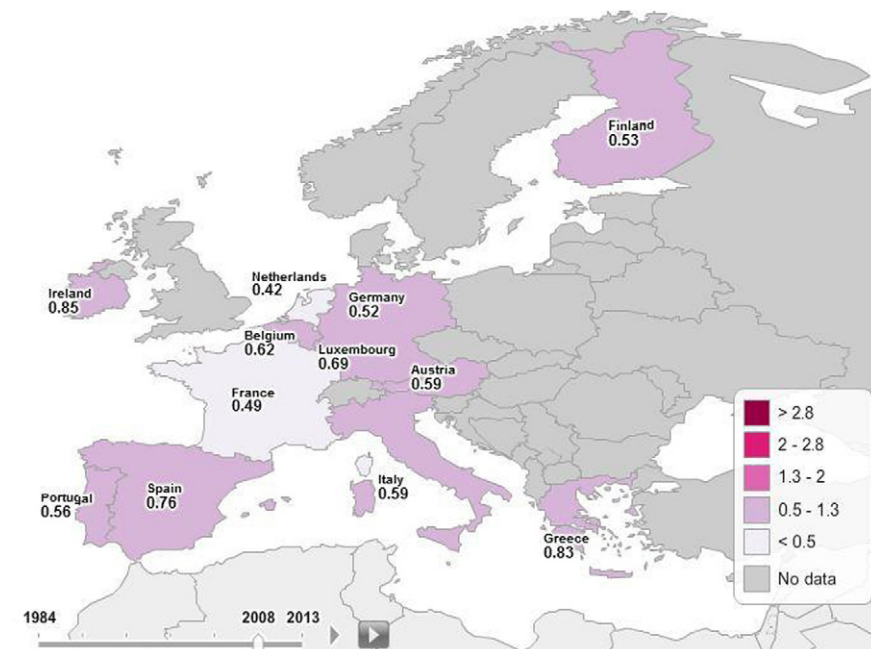 Finland
0.53
Netherlands
0.42
Ireland
0.85
Germany
0.52
Belgium
0.62
Luxembourg
0.69
Austria
0.59
France
0.49
> 2.8
2 - 2.8
1.3 - 2
0.5 - 1.3
< 0.5
No data
Italy
0.59
Spain
0.76
Portugal
0.56
Greece
0.83
1984
2008
2013